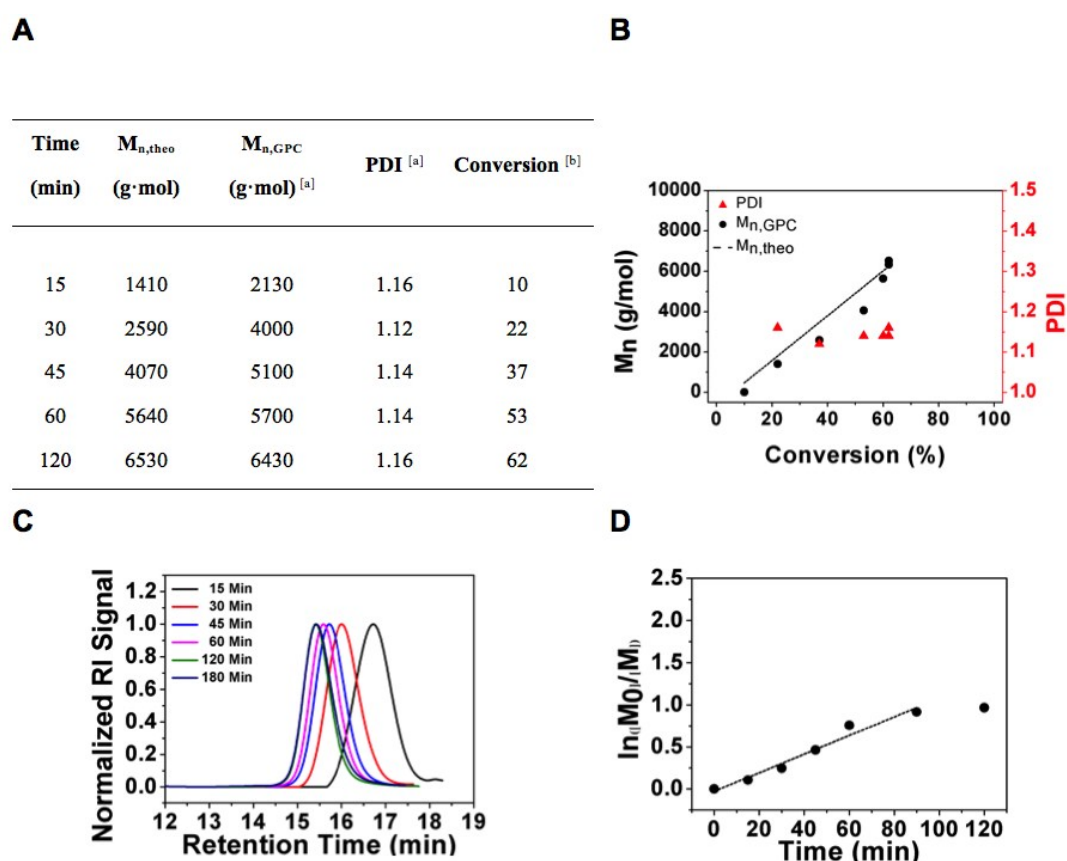 A
Time M_n,theo M_n,GPC PDI [a] Conversion [b]
(min) (g·mol) (g·mol) [a]
15 1410 2130 1.16 10
30 2590 4000 1.12 22
45 4070 5100 1.14 37
60 5640 5700 1.14 53
120 6530 6430 1.16 62
B
10000
8000
6000
4000
2000
0
Mn (g/mol)
PDI
Mn,GPC
Mn,theo
1.5
1.4
1.3
1.2
1.1
1.0
PDI
0 20 40 60 80 100
Conversion (%)
C
Normalized RI Signal
1.2
1.0
0.8
0.6
0.4
0.2
0.0
15 Min
30 Min
45 Min
60 Min
120 Min
180 Min
12 13 14 15 16 17 18 19
Retention Time (min)
D
2.5
2.0
1.5
1.0
0.5
0.0
0 20 40 60 80 100 120
Time (min)